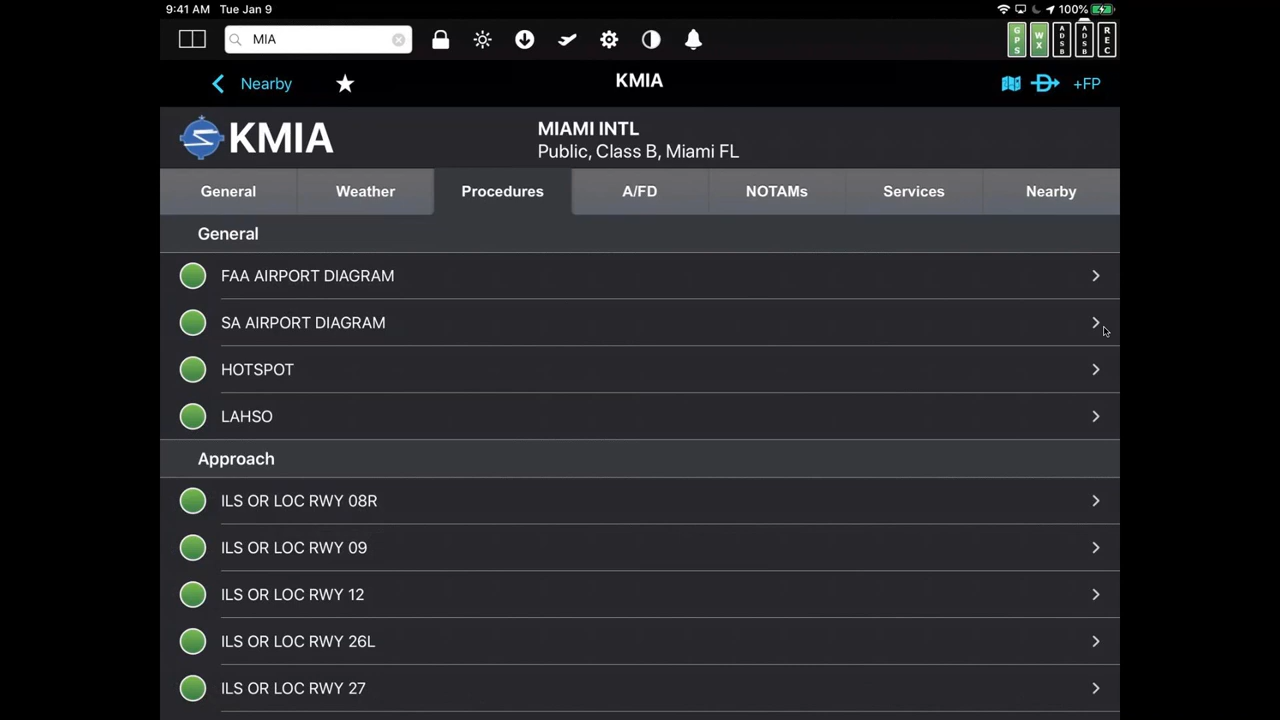 9:41 AM Tue Jan 9 100%
MIA
GPS WX ADSB ADSB REC
Nearby KMIA +FP
KMIA
MIAMI INTL
Public, Class B, Miami FL
General Weather Procedures A/FD NOTAMs Services Nearby
General
FAA AIRPORT DIAGRAM
SA AIRPORT DIAGRAM
HOTSPOT
LAHSO
Approach
ILS OR LOC RWY 08R
ILS OR LOC RWY 09
ILS OR LOC RWY 12
ILS OR LOC RWY 26L
ILS OR LOC RWY 27